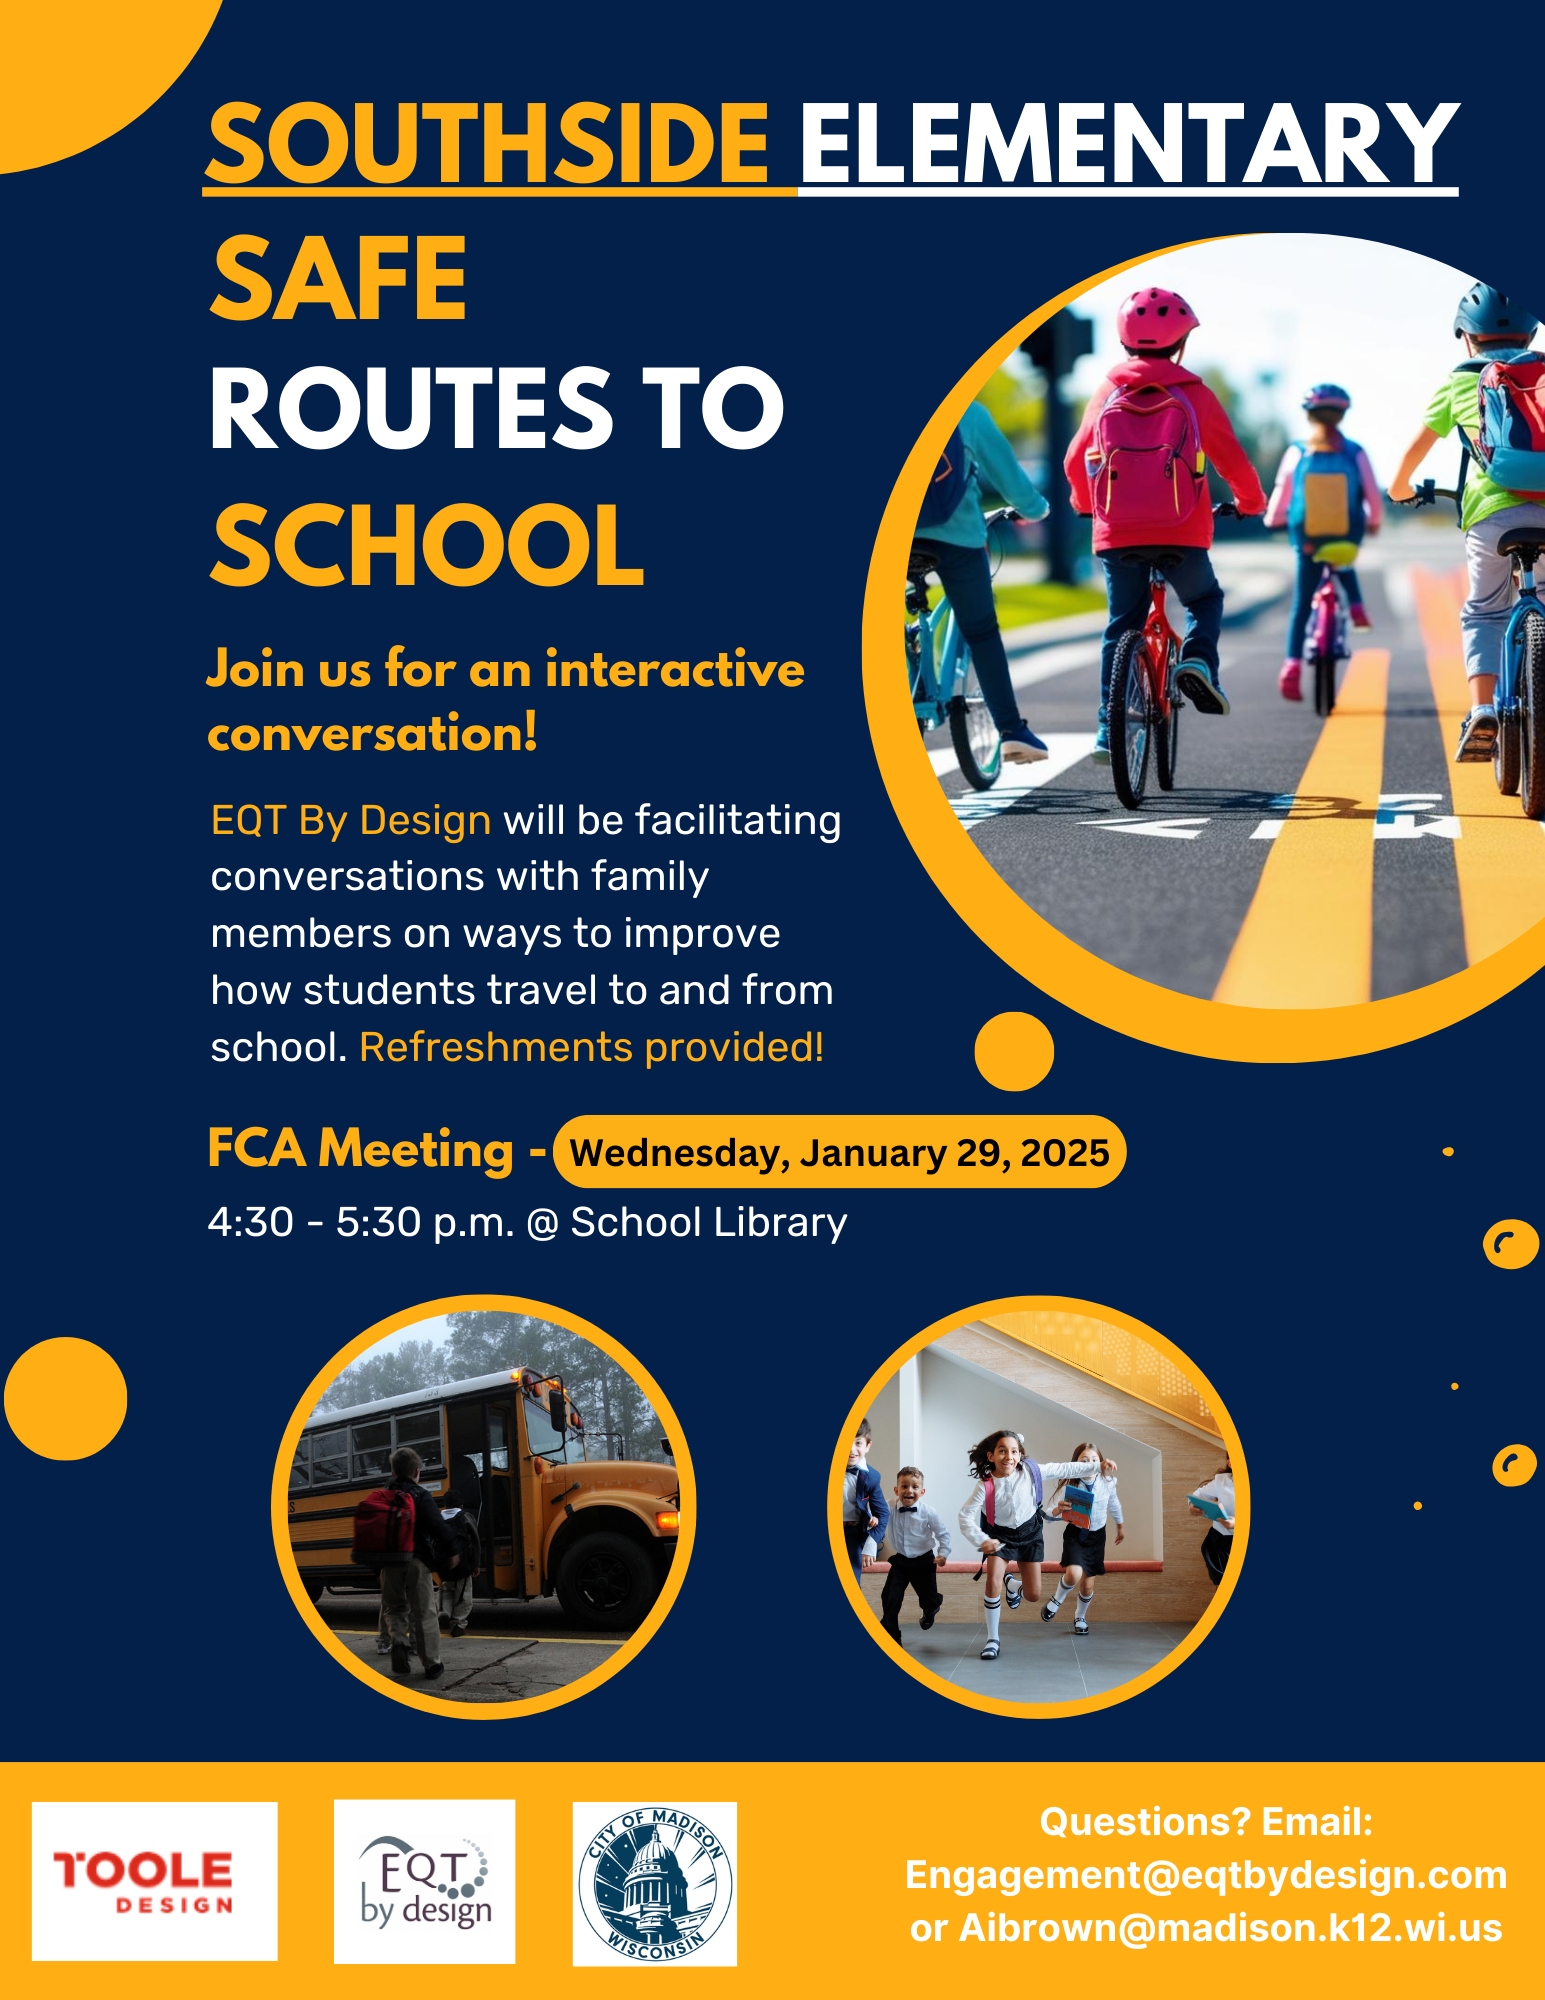 SOUTHSIDE ELEMENTARY
SAFE
ROUTES TO
SCHOOL
Join us for an interactive
conversation!
EQT By Design will be facilitating
conversations with family
members on ways to improve
how students travel to and from
school. Refreshments provided!
FCA Meeting - Wednesday, January 29, 2025
4:30 - 5:30 p.m. @ School Library
TOOLE
DESIGN
EQT
by design
CITY OF MADISON
WISCONSIN
Questions? Email:
Engagement@eqtbydesign.com
or Aibrown@madison.k12.wi.us